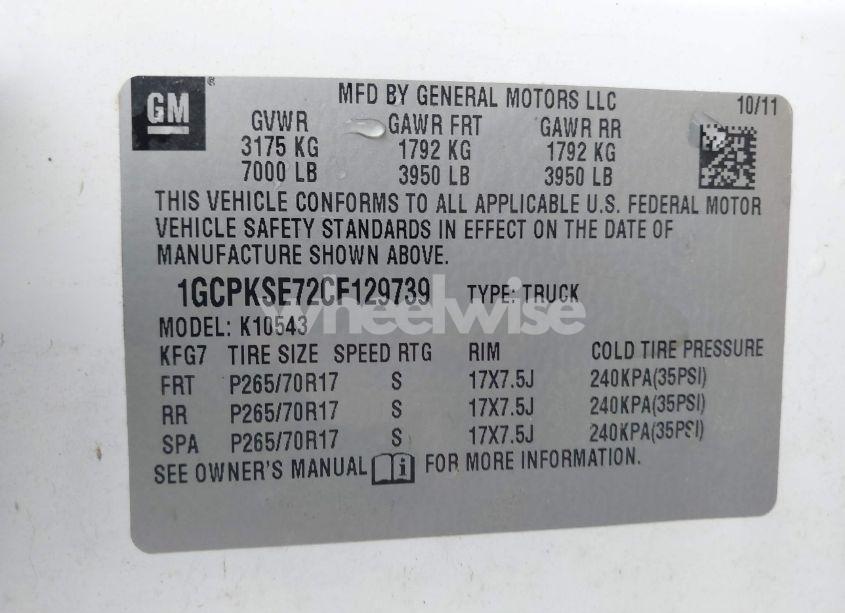 GM ®
MFD BY GENERAL MOTORS LLC 10/11
GVWR GAWR FRT GAWR RR
3175 KG 1792 KG 1792 KG
7000 LB 3950 LB 3950 LB
THIS VEHICLE CONFORMS TO ALL APPLICABLE U.S. FEDERAL MOTOR
VEHICLE SAFETY STANDARDS IN EFFECT ON THE DATE OF
MANUFACTURE SHOWN ABOVE.
1GCPKSE72CF129739 TYPE: TRUCK
wheelwise
MODEL: K10543
KFG7 TIRE SIZE SPEED RTG RIM COLD TIRE PRESSURE
FRT P265/70R17 S 17X7.5J 240KPA(35PSI)
RR P265/70R17 S 17X7.5J 240KPA(35PSI)
SPA P265/70R17 S 17X7.5J 240KPA(35PSI)
SEE OWNER'S MANUAL FOR MORE INFORMATION.